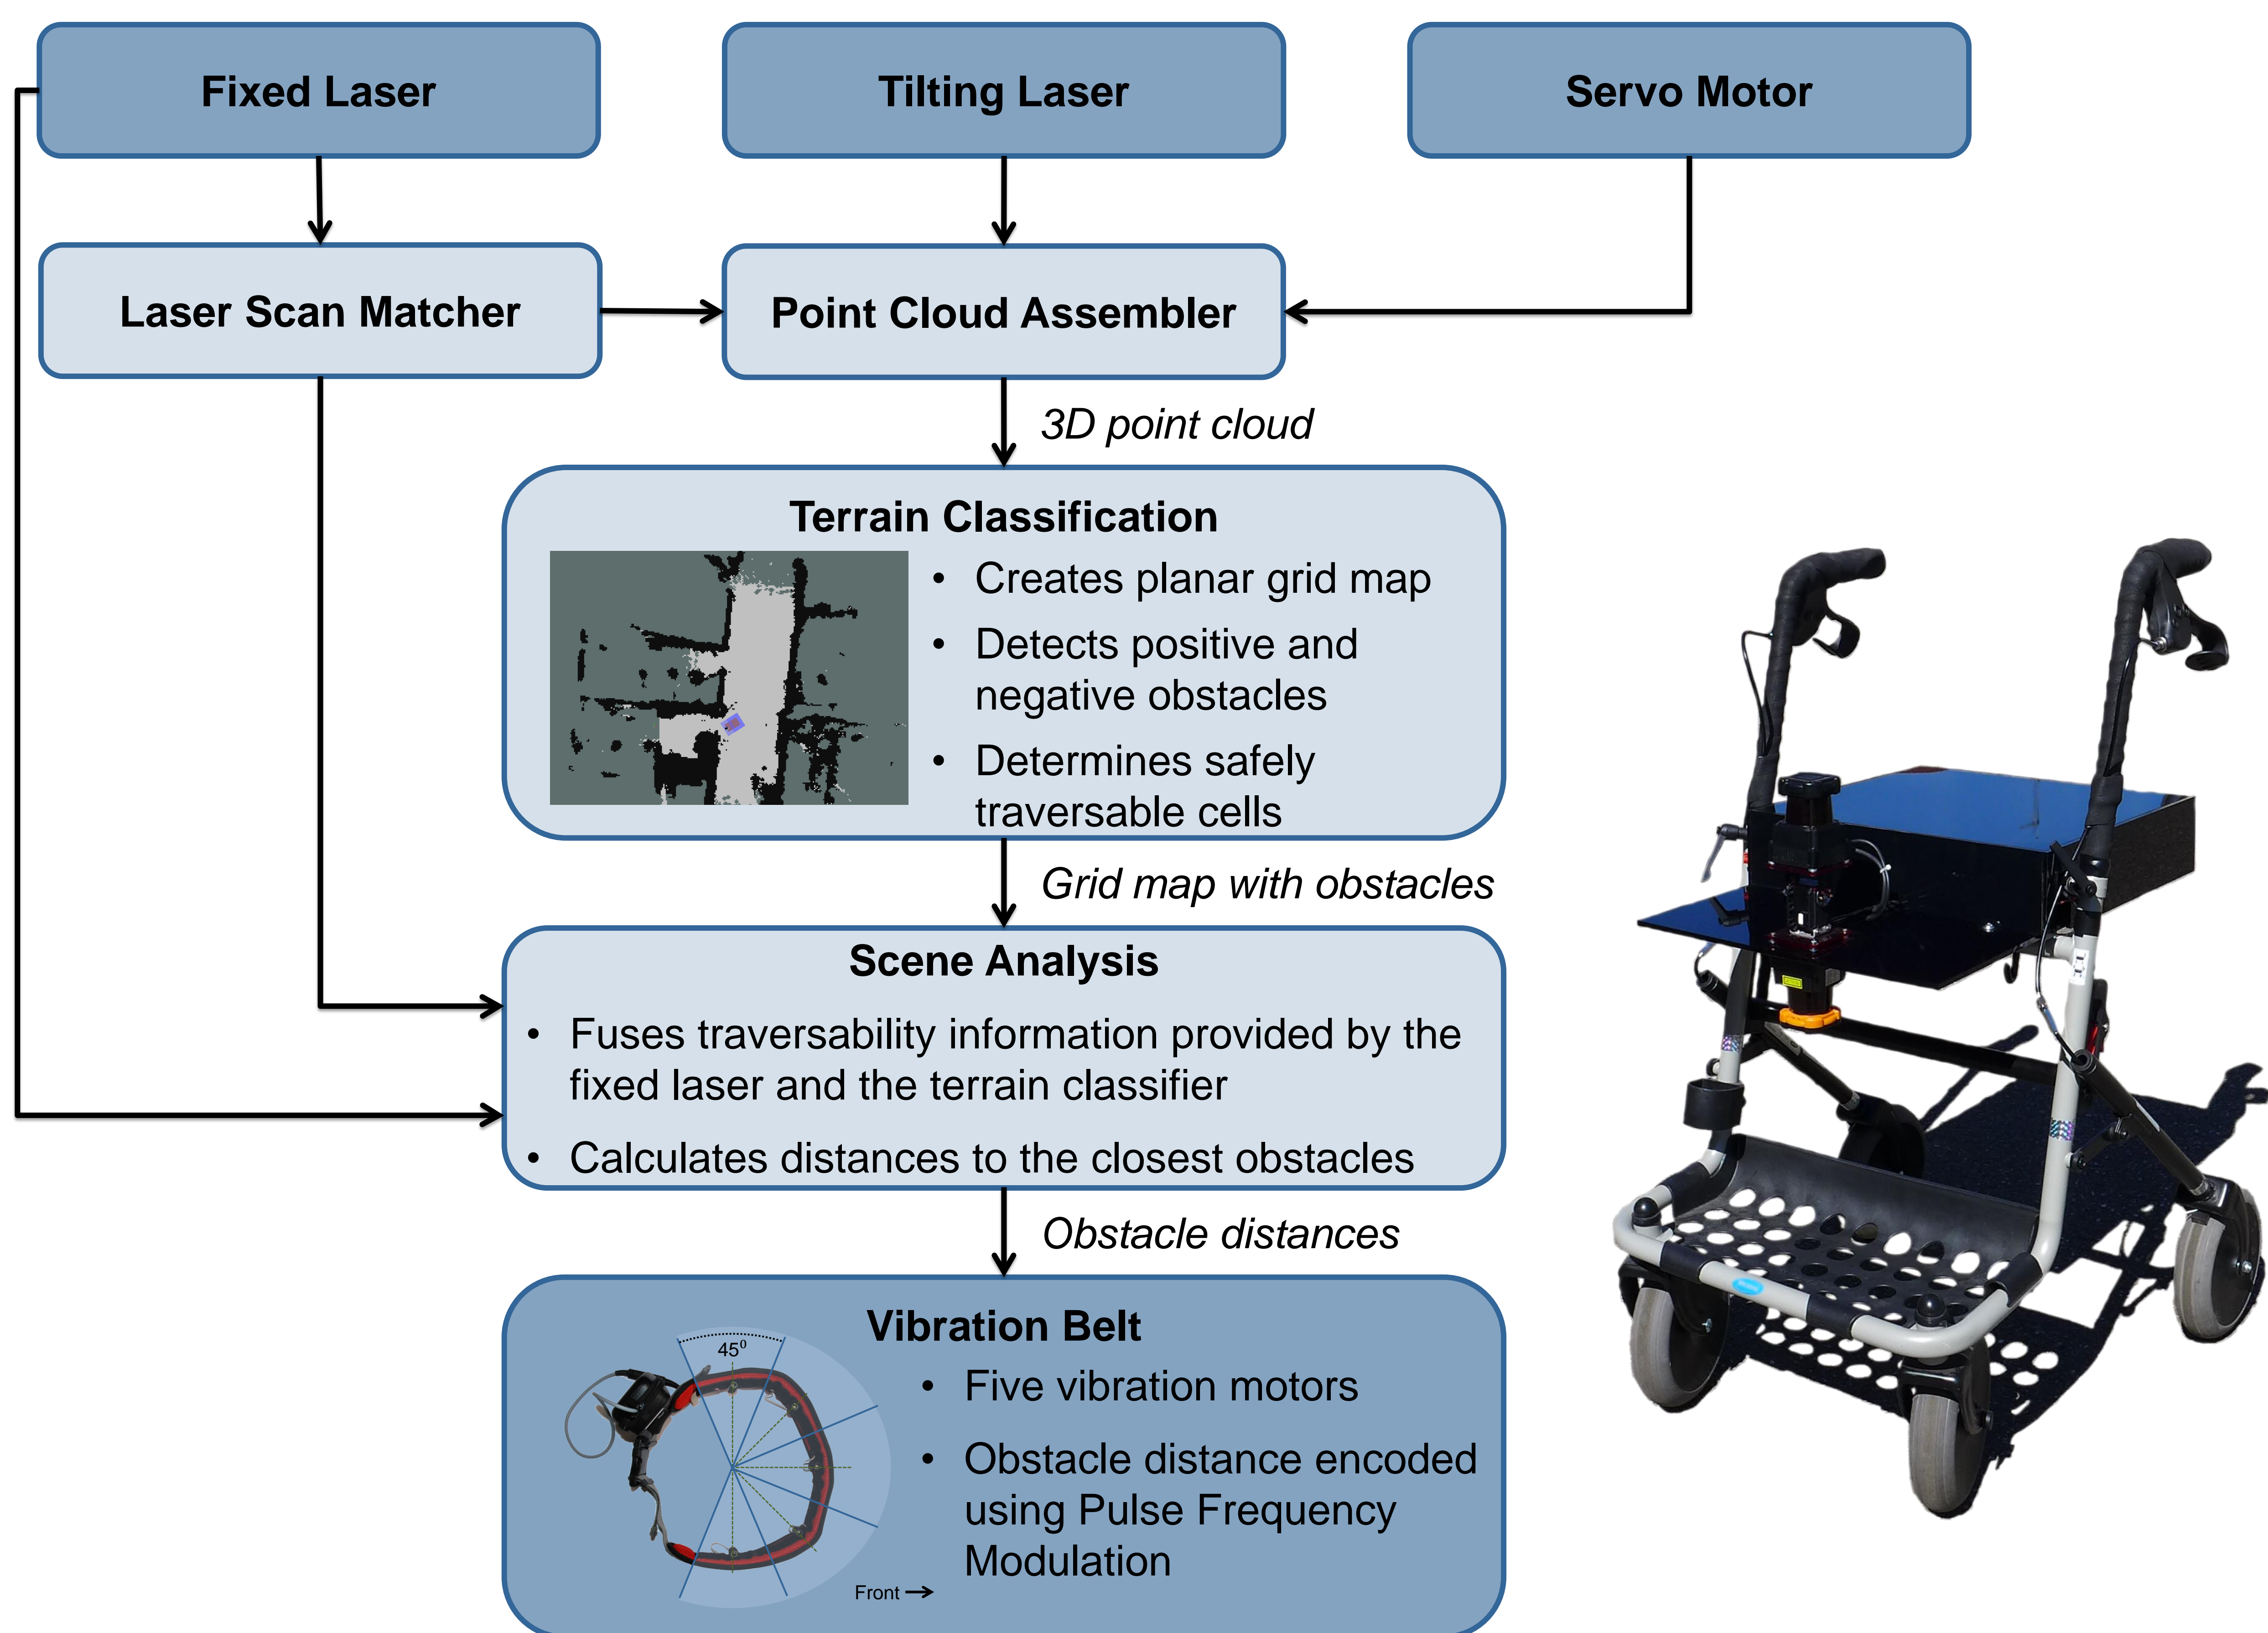 Fixed Laser
Tilting Laser
Servo Motor
Laser Scan Matcher
Point Cloud Assembler
3D point cloud
Terrain Classification
• Creates planar grid map
• Detects positive and
negative obstacles
• Determines safely
traversable cells
Grid map with obstacles
Scene Analysis
• Fuses traversability information provided by the
fixed laser and the terrain classifier
• Calculates distances to the closest obstacles
Obstacle distances
Vibration Belt
45⁰
• Five vibration motors
• Obstacle distance encoded
using Pulse Frequency
Modulation
Front →